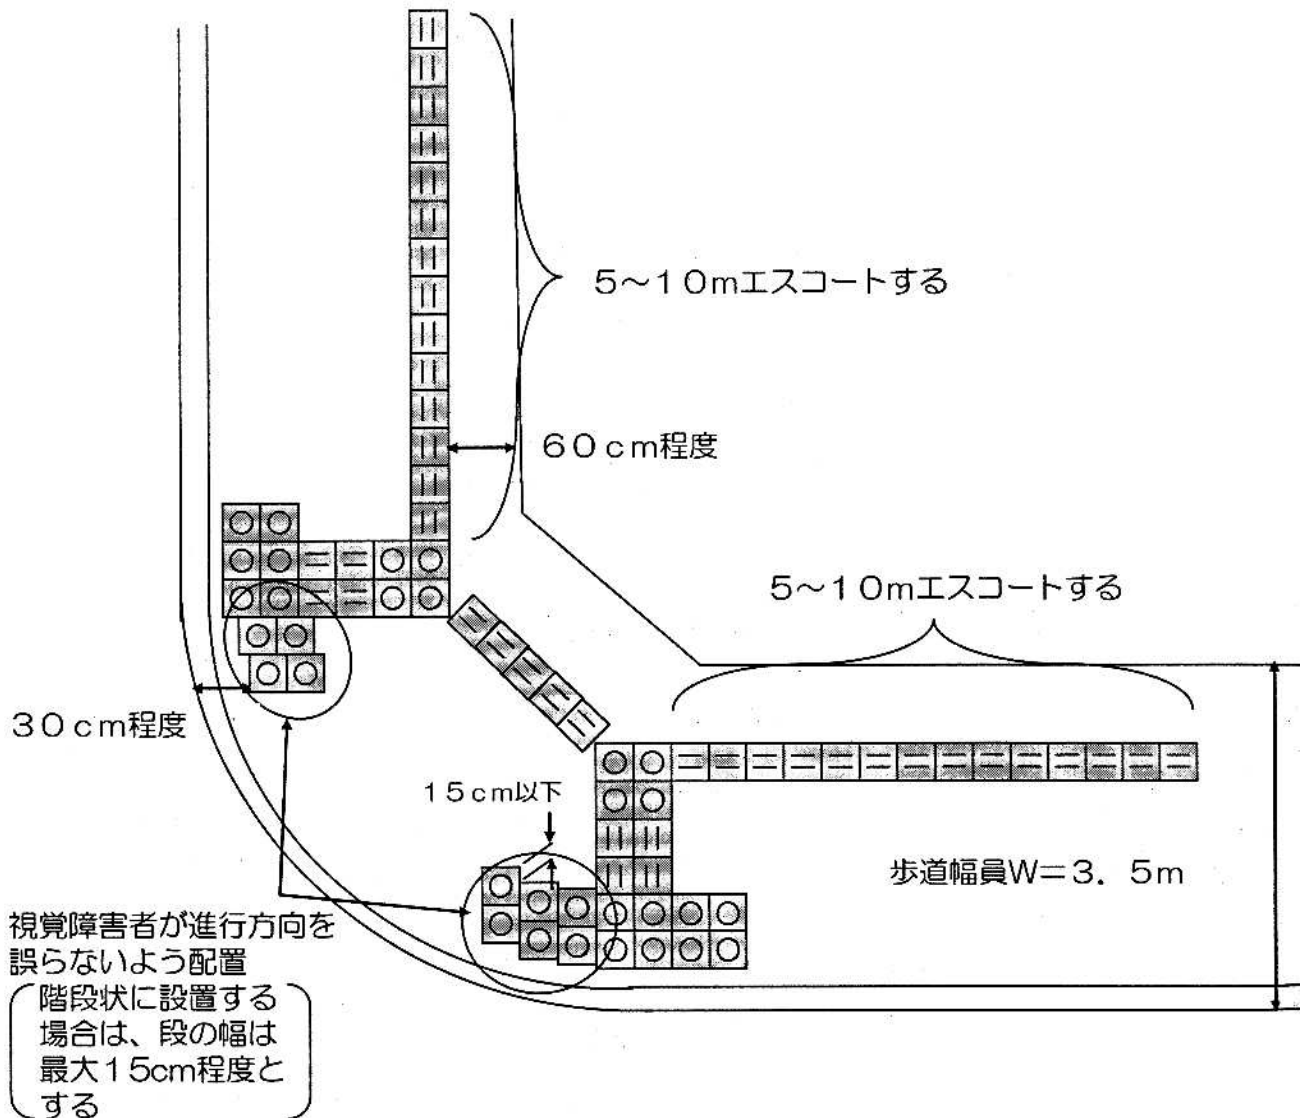 5～10mエスコートする
60cm程度
5～10mエスコートする
30cm程度
15cm以下
歩道幅員W＝3．5m
視覚障害者が進行方向を
誤らないよう配置
階段状に設置する
場合は、段の幅は
最大15cm程度と
する